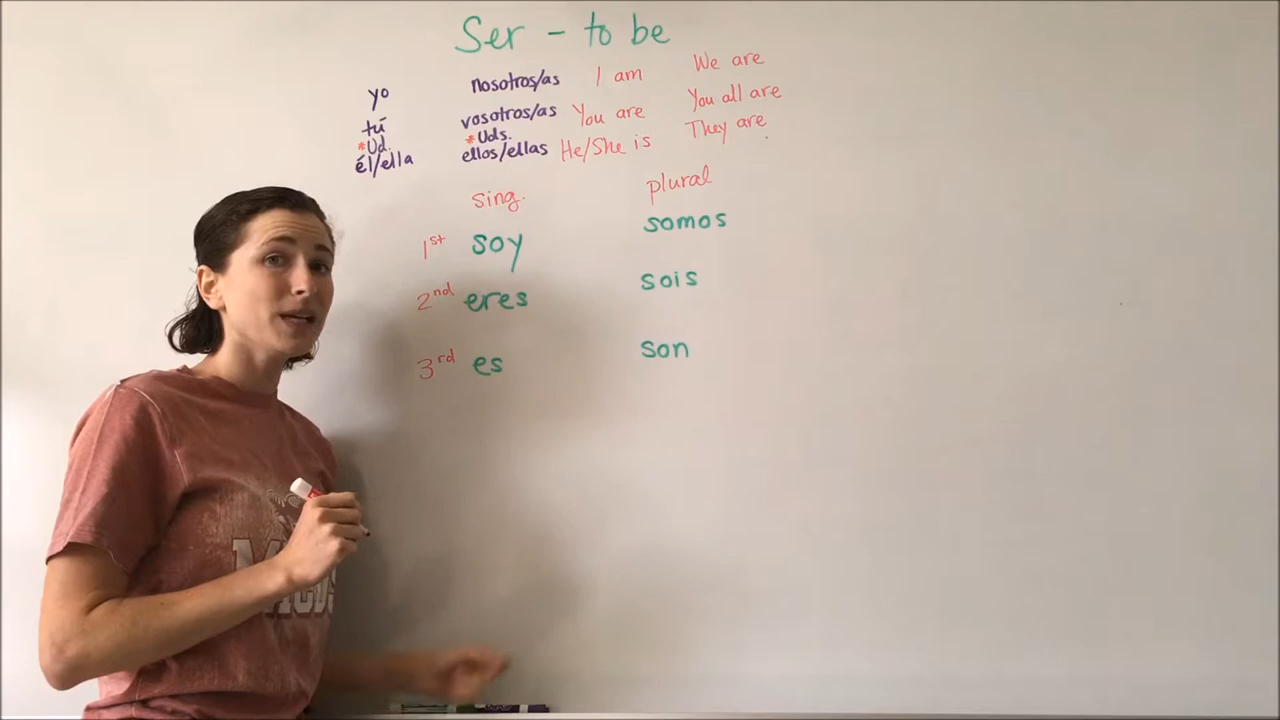 Ser - to be
yo nosotros/as I am We are
tú vosotros/as You are You all are
*Ud. *Uds.
él/ella ellos/ellas He/She is They are
sing. plural
1st soy somos
2nd eres sois
3rd es son